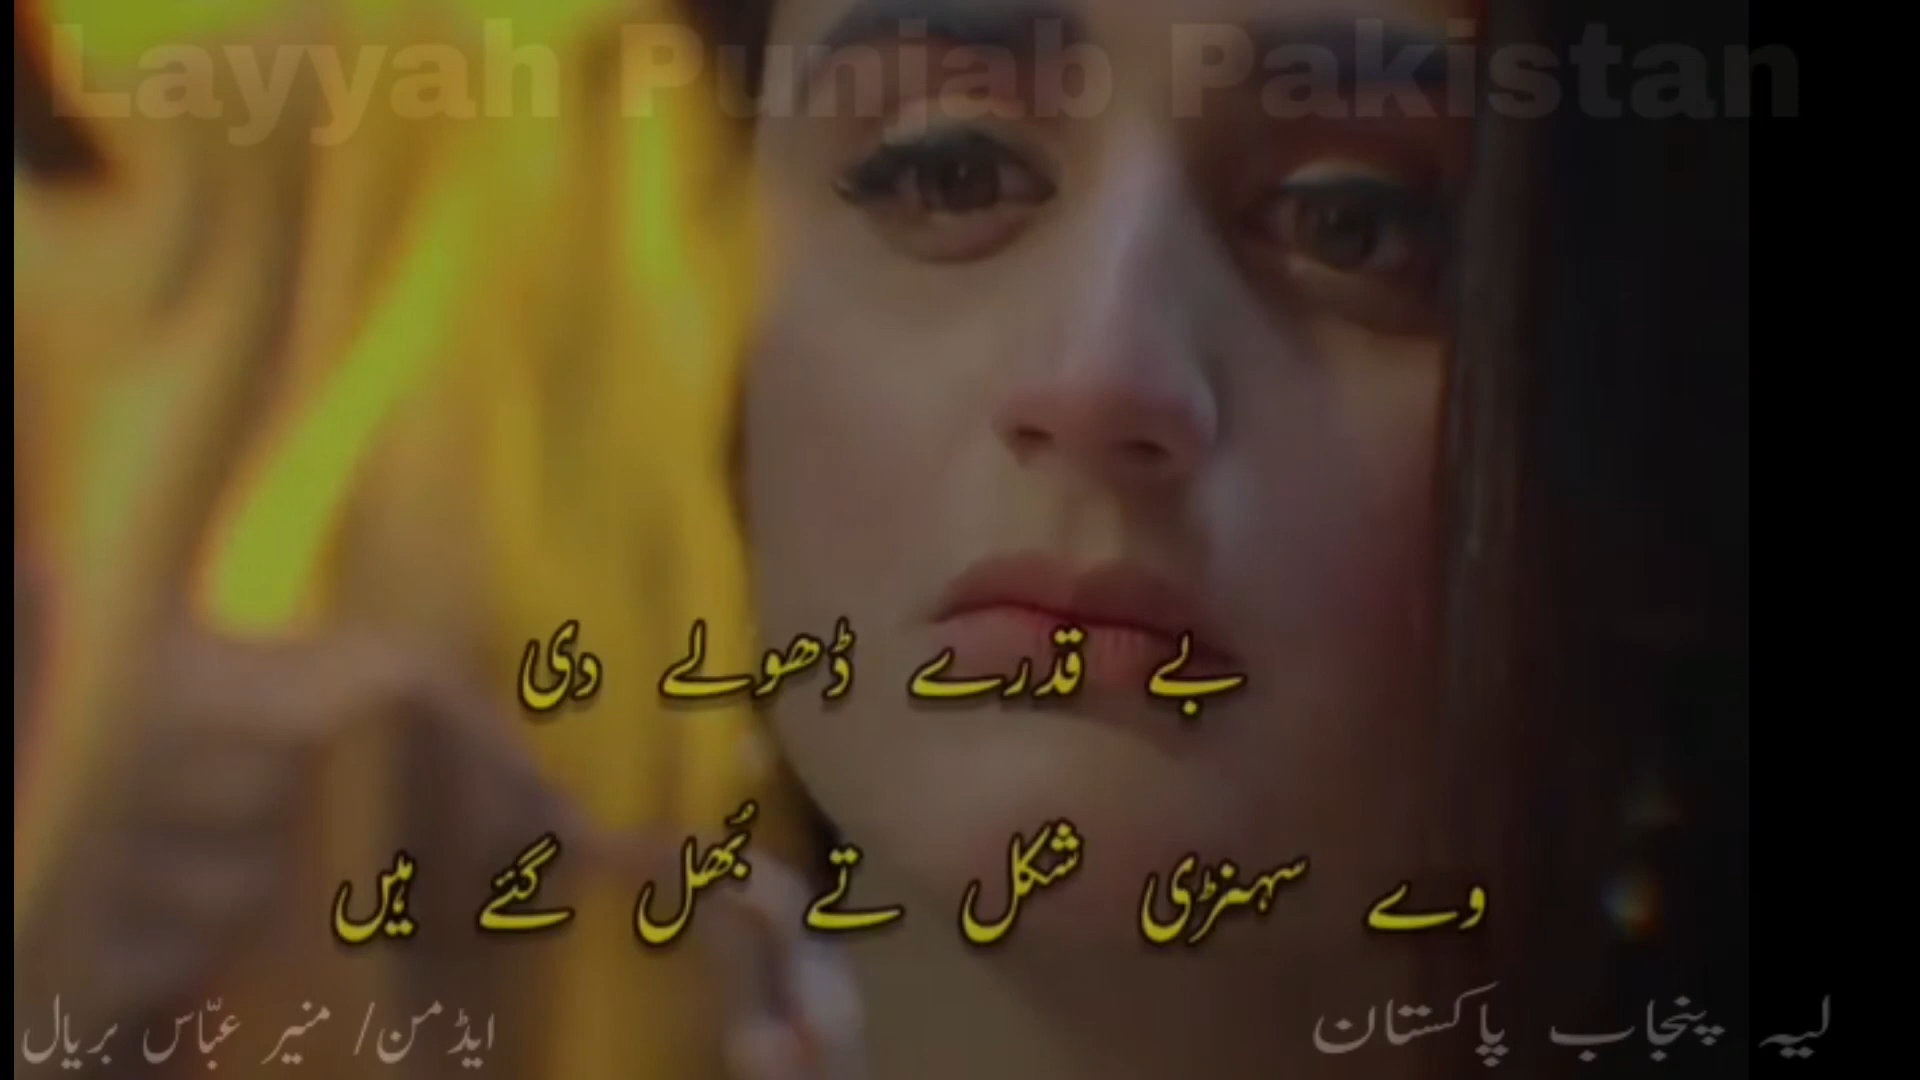 Layyah Punjab Pakistan
بے قدرے ڈھولے دی
وے سہنڑی شکل تے بُھل گئے ہیں
لیہ پنجاب پاکستان
ایڈمن/ منیر عبّاس بریال